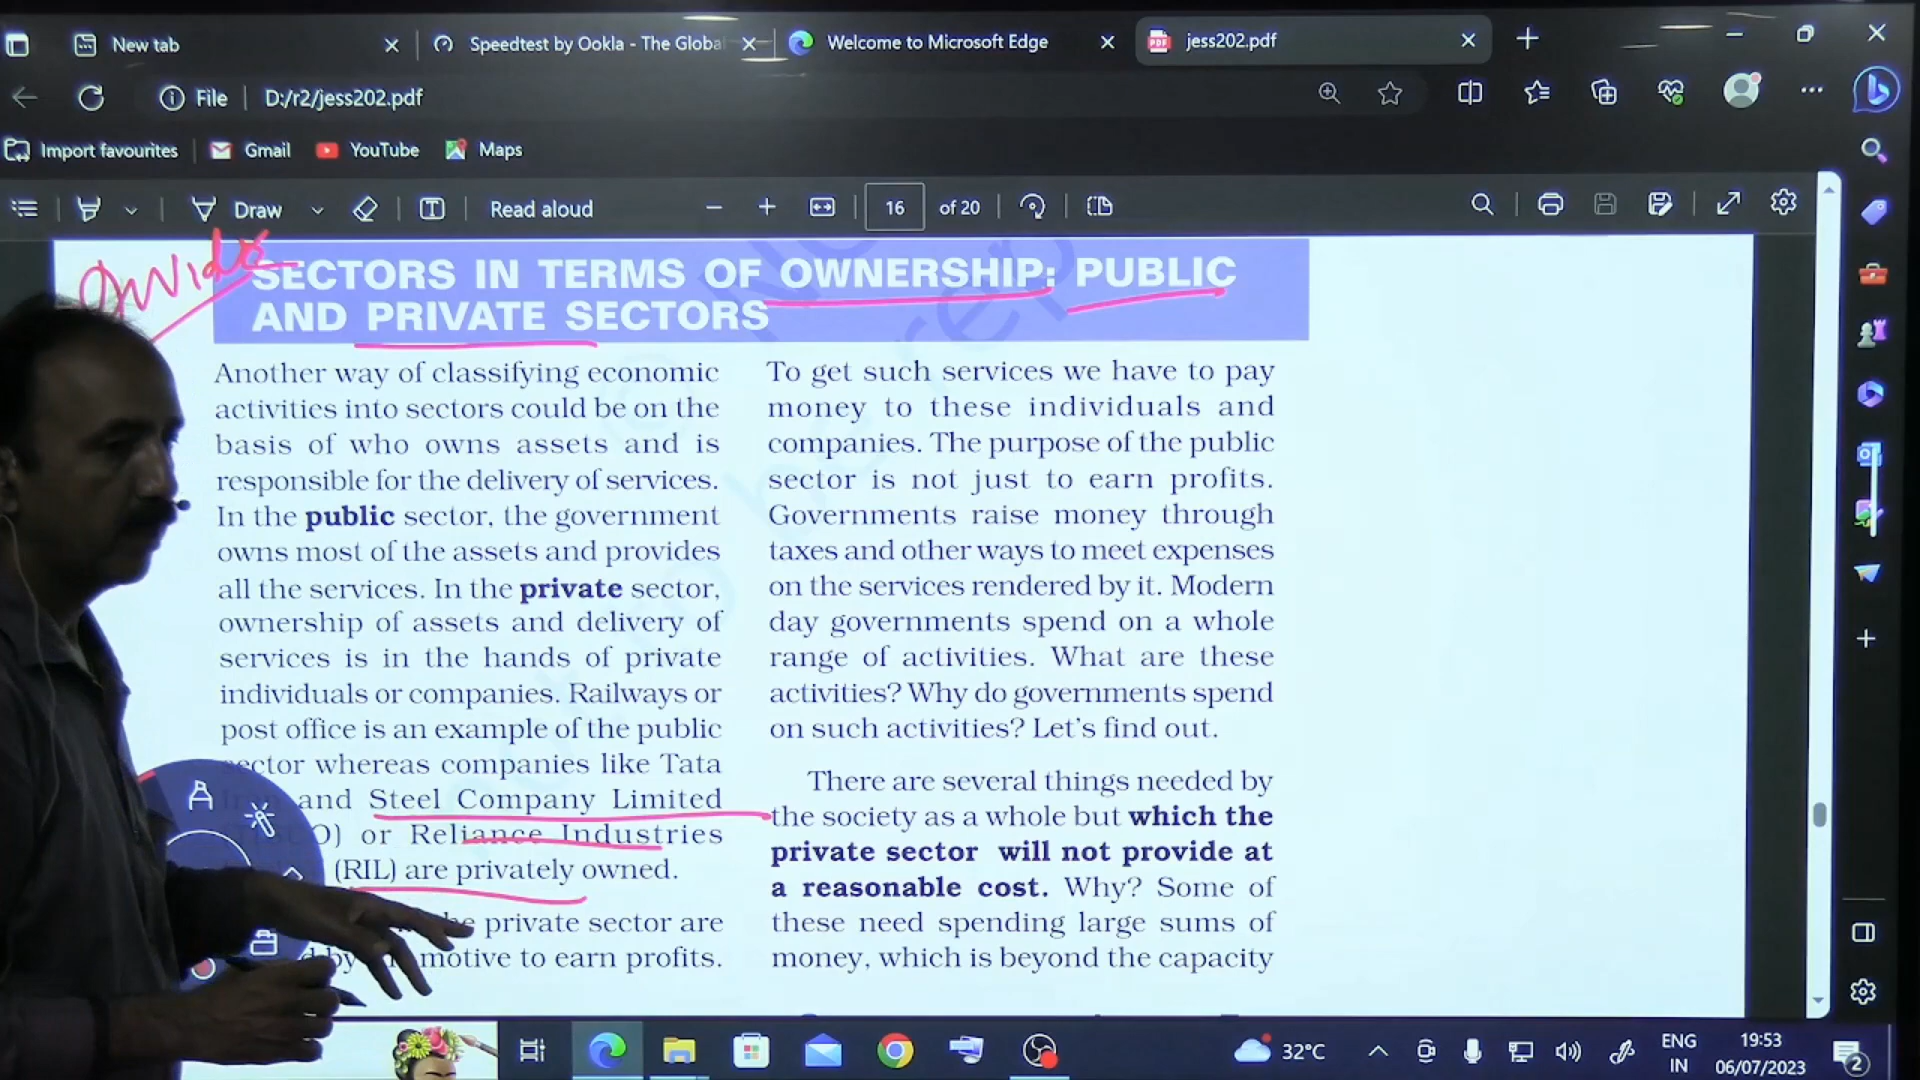 New tab
Speedtest by Ookla - The Globa
Welcome to Microsoft Edge
jess202.pdf
File
D:/r2/jess202.pdf
Import favourites
Gmail
YouTube
Maps
Draw
Read aloud
16
of 20
SECTORS IN TERMS OF OWNERSHIP: PUBLIC
AND PRIVATE SECTORS
Another way of classifying economic
activities into sectors could be on the
basis of who owns assets and is
responsible for the delivery of services.
In the public sector, the government
owns most of the assets and provides
all the services. In the private sector,
ownership of assets and delivery of
services is in the hands of private
individuals or companies. Railways or
post office is an example of the public
sector whereas companies like Tata
and Steel Company Limited
or Reliance Industries
(RIL) are privately owned.
private sector are
motive to earn profits.
To get such services we have to pay
money to these individuals and
companies. The purpose of the public
sector is not just to earn profits.
Governments raise money through
taxes and other ways to meet expenses
on the services rendered by it. Modern
day governments spend on a whole
range of activities. What are these
activities? Why do governments spend
on such activities? Let's find out.
There are several things needed by
the society as a whole but which the
private sector will not provide at
a reasonable cost. Why? Some of
these need spending large sums of
money, which is beyond the capacity
32°C
ENG
IN
19:53
06/07/2023
2